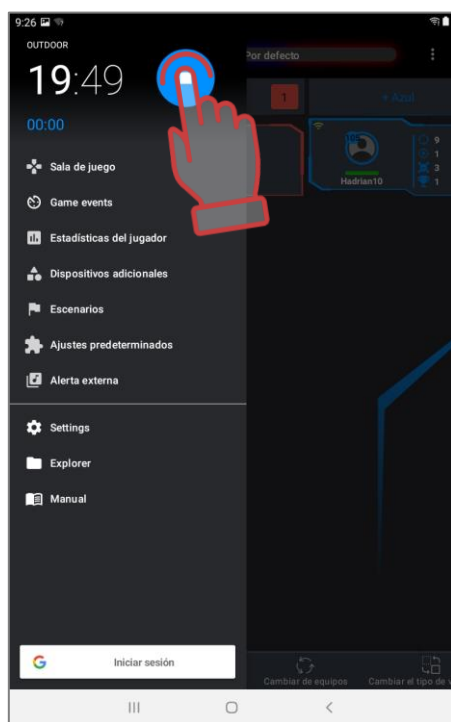 9:26
OUTDOOR
19:49
Por defecto
00:00
1
+ Azul
9
1
3
1
Hadrian10
Sala de juego
Game events
Estadísticas del jugador
Dispositivos adicionales
Escenarios
Ajustes predeterminados
Alerta externa
Settings
Explorer
Manual
G
Iniciar sesión
Cambiar de equipos
Cambiar el tipo de v